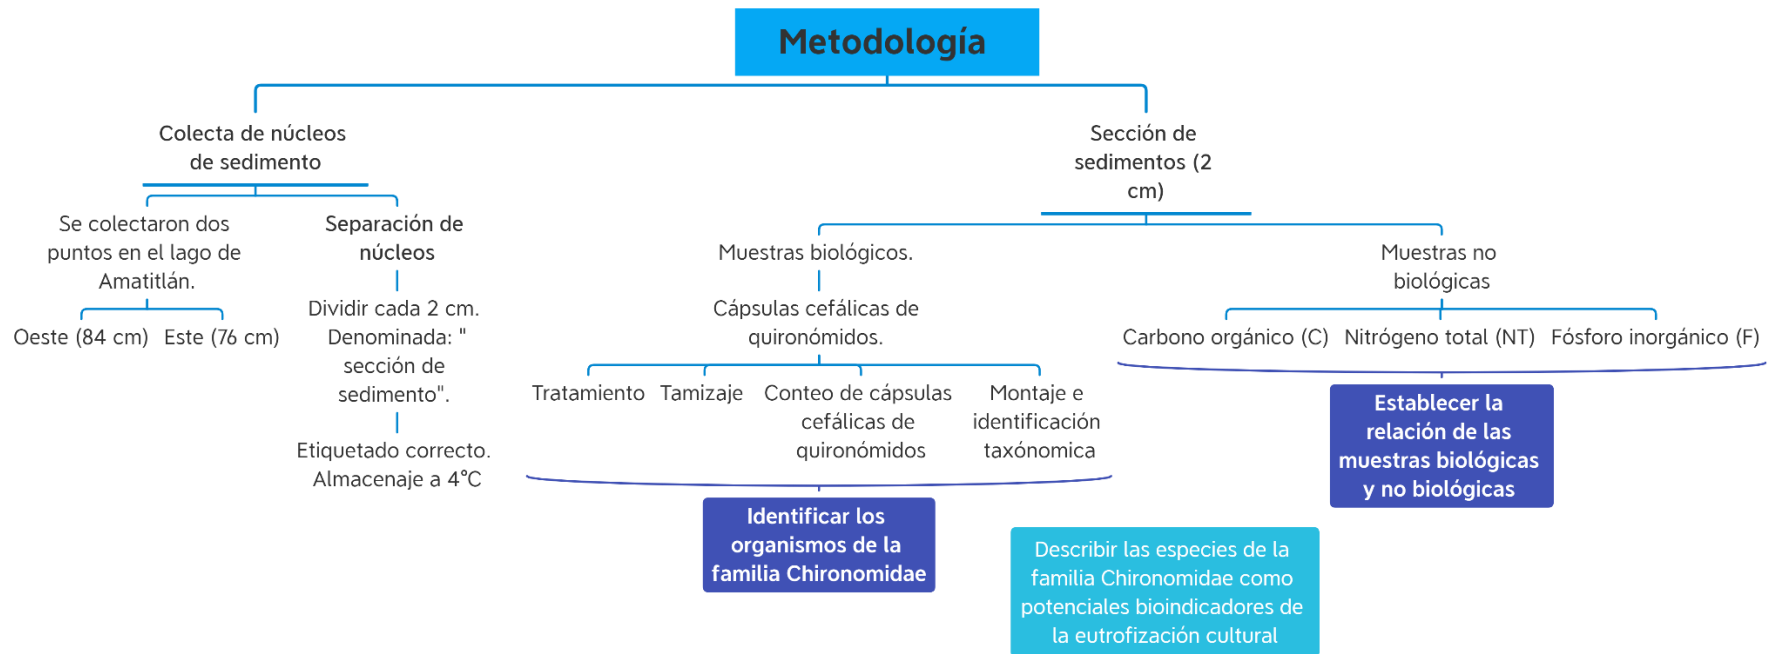 Metodología
Colecta de núcleos
de sedimento
Se colectaron dos
puntos en el lago de
Amatitlán.
Oeste (84 cm)
Este (76 cm)
Separación de
núcleos
Dividir cada 2 cm.
Denominada: "
sección de
sedimento".
Etiquetado correcto.
Almacenaje a 4°C
Sección de
sedimentos (2
cm)
Muestras biológicos.
Cápsulas cefálicas de
quironómidos.
Tratamiento
Tamizaje
Conteo de cápsulas
cefálicas de
quironómidos
Montaje e
identificación
taxónomica
Identificar los
organismos de la
familia Chironomidae
Muestras no
biológicas
Carbono orgánico (C)
Nitrógeno total (NT)
Fósforo inorgánico (F)
Establecer la
relación de las
muestras biológicas
y no biológicas
Describir las especies de la
familia Chironomidae como
potenciales bioindicadores de
la eutrofización cultural